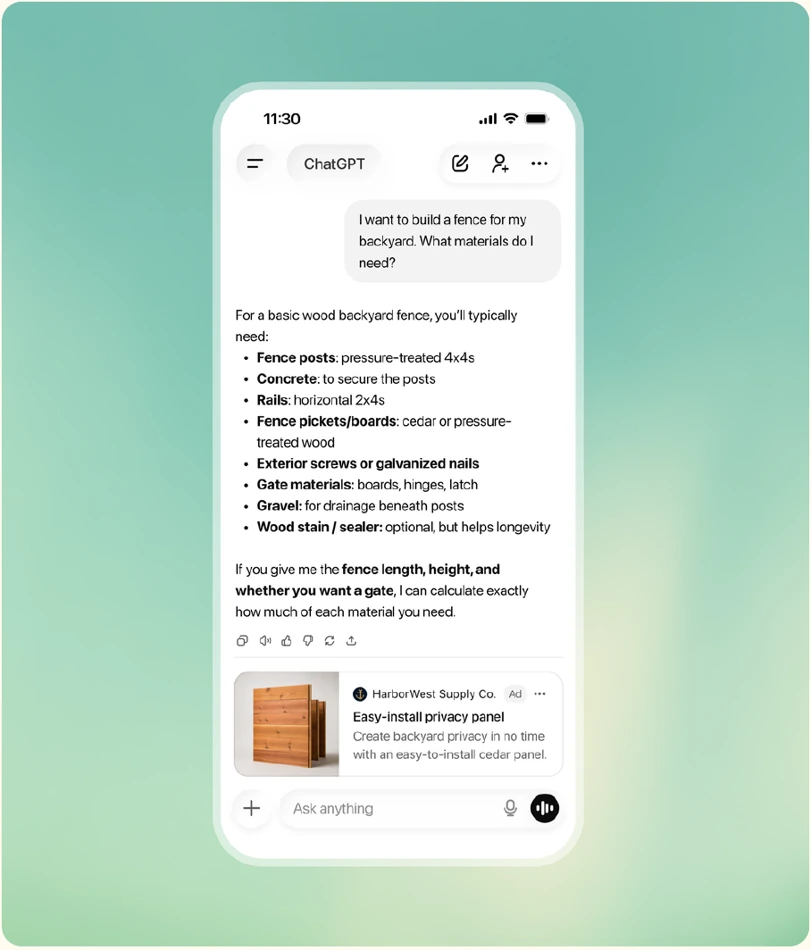 11:30
ChatGPT
I want to build a fence for my
backyard. What materials do I
need?
For a basic wood backyard fence, you'll typically
need:
• Fence posts: pressure-treated 4x4s
• Concrete: to secure the posts
• Rails: horizontal 2x4s
• Fence pickets/boards: cedar or pressure-
treated wood
• Exterior screws or galvanized nails
• Gate materials: boards, hinges, latch
• Gravel: for drainage beneath posts
• Wood stain / sealer: optional, but helps longevity
If you give me the fence length, height, and
whether you want a gate, I can calculate exactly
how much of each material you need.
HarborWest Supply Co. Ad
Easy-install privacy panel
Create backyard privacy in no time
with an easy-to-install cedar panel.
Ask anything